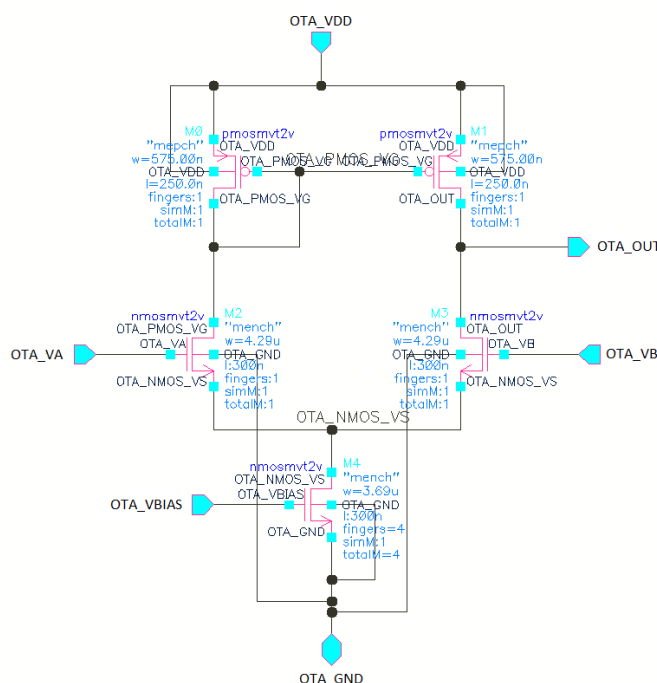 OTA_VDD
M0
pmosmvt2v
OTA_VDD
"mepch"
w=575.00n
OTA_VDD
l=250.0n
fingers:1
simM:1
totalM:1
OTA_PMOS_VG
OTA_PMOS_VG
OTA_PMOS_VG
OTA_PMOS_VG
M1
pmosmvt2v
OTA_VDD
"mepch"
w=575.00n
OTA_VDD
l=250.0n
fingers:1
simM:1
totalM:1
OTA_OUT
OTA_OUT
M2
nmosmvt2v
OTA_PMOS_VG
"mench"
w=4.29u
OTA_VA
OTA_VA
OTA_GND
l:300n
fingers:1
simM:1
totalM:1
OTA_NMOS_VS
M3
nmosmvt2v
OTA_OUT
"mench"
w=4.29u
OTA_VB
OTA_VB
OTA_GND
l:300n
fingers:1
simM:1
totalM:1
OTA_NMOS_VS
OTA_NMOS_VS
M4
nmosmvt2v
OTA_NMOS_VS
"mench"
w=3.69u
OTA_VBIAS
OTA_VBIAS
OTA_GND
l:300n
fingers=4
simM:1
totalM=4
OTA_GND
OTA_GND